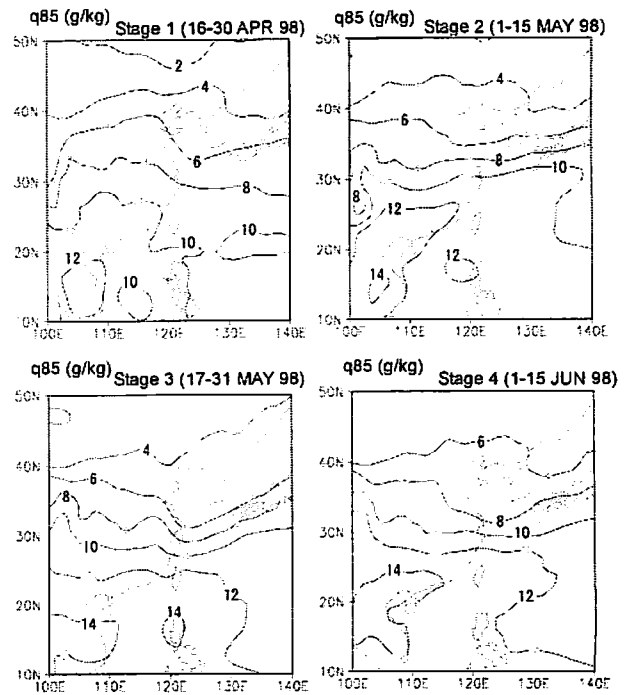 q85 (g/kg) Stage 1 (16-30 APR 98)
50N
40N
30N
20N
10N
100E 110E 120E 130E 140E
2
4
6
8
10
10
12
10
q85 (g/kg) Stage 2 (1-15 MAY 98)
50N
40N
30N
20N
10N
100E 110E 120E 130E 140E
4
6
8
10
8
12
12
14
q85 (g/kg) Stage 3 (17-31 MAY 98)
50N
40N
30N
20N
10N
100E 110E 120E 130E 140E
4
6
8
10
12
14
14
q85 (g/kg) Stage 4 (1-15 JUN 98)
50N
40N
30N
20N
10N
100E 110E 120E 130E 140E
6
8
10
14
12